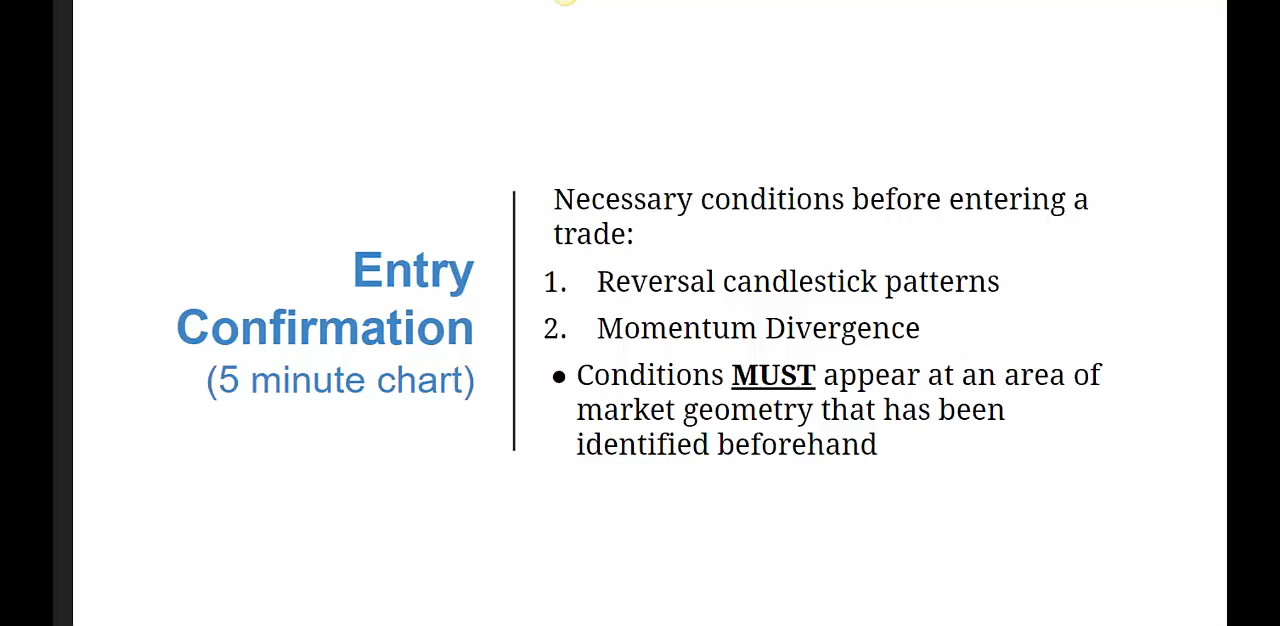 Entry
Confirmation
(5 minute chart)
Necessary conditions before entering a
trade:
1. Reversal candlestick patterns
2. Momentum Divergence
● Conditions MUST appear at an area of
market geometry that has been
identified beforehand